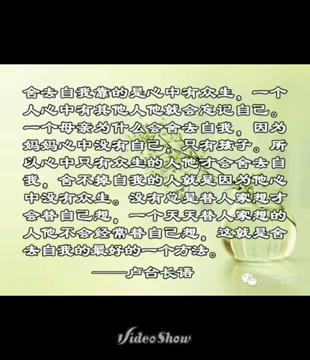 舍去自我靠的是心中有众生，一个
人心中有其他人他就会忘记自己。
一个母亲为什么会舍去自我，因为
妈妈心中没有自己，只有孩子。所
以心中只有众生的人他才会舍去自
我，舍不掉自我的人就是因为他心
中没有众生。没有心是替人家想才
会替自己想，一个天天替人家想的
人他不会经常替自己想，这就是舍
去自我的最好的一个方法。
——卢台长语
VideoShow